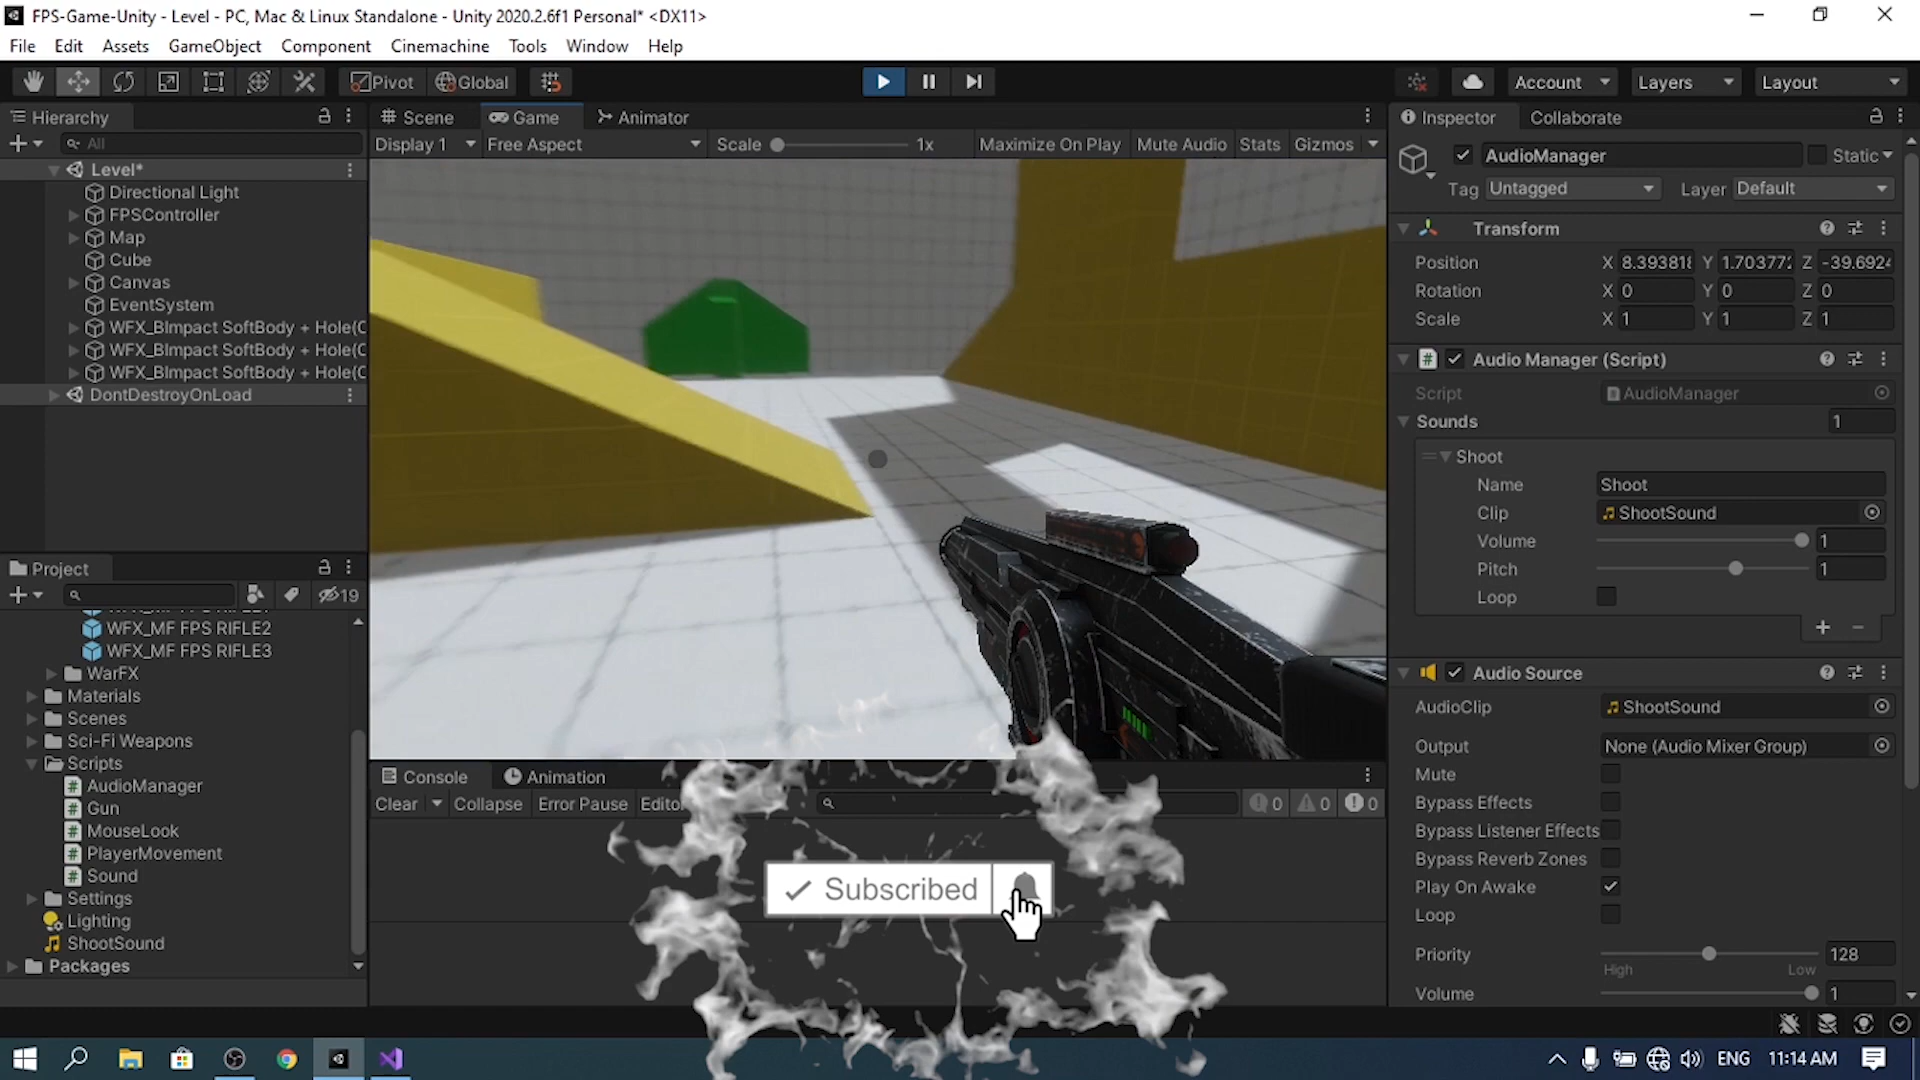 FPS-Game-Unity - Level - PC, Mac & Linux Standalone - Unity 2020.2.6f1 Personal* <DX11>
File Edit Assets GameObject Component Cinemachine Tools Window Help
Pivot Global Account Layers Layout
Hierarchy
All
Level*
Directional Light
FPSController
Map
Cube
Canvas
EventSystem
WFX_BImpact SoftBody + Hole(C
WFX_BImpact SoftBody + Hole(C
WFX_BImpact SoftBody + Hole(C
DontDestroyOnLoad
Scene Game Animator
Display 1 Free Aspect Scale 1x Maximize On Play Mute Audio Stats Gizmos
Project
19
WFX_MF FPS RIFLE2
WFX_MF FPS RIFLE3
WarFX
Materials
Scenes
Sci-Fi Weapons
Scripts
AudioManager
Gun
MouseLook
PlayerMovement
Sound
Settings
Lighting
ShootSound
Packages
Console Animation
Clear Collapse Error Pause Editor
0 0 0
Subscribed
Inspector Collaborate
AudioManager Static
Tag Untagged Layer Default
Transform
Position X 8.393818 Y 1.703772 Z -39.6924
Rotation X 0 Y 0 Z 0
Scale X 1 Y 1 Z 1
Audio Manager (Script)
Script AudioManager
Sounds 1
Shoot
Name Shoot
Clip ShootSound
Volume 1
Pitch 1
Loop
Audio Source
AudioClip ShootSound
Output None (Audio Mixer Group)
Mute
Bypass Effects
Bypass Listener Effects
Bypass Reverb Zones
Play On Awake
Loop
Priority 128
High Low
Volume 1
ENG 11:14 AM